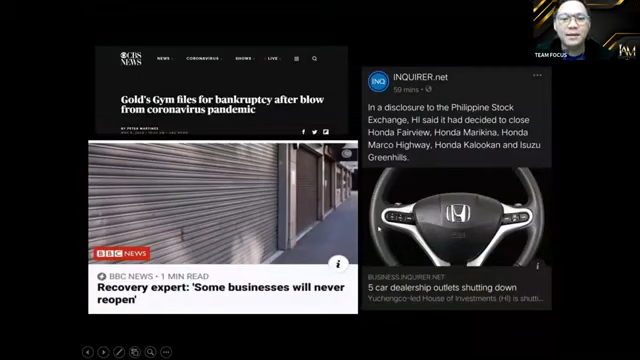 CBS NEWS
NEWS
CORONAVIRUS
SHOWS
LIVE
Gold's Gym files for bankruptcy after blow
from coronavirus pandemic
BBC NEWS
BBC NEWS • 1 MIN READ
Recovery expert: 'Some businesses will never
reopen'
INQ
INQUIRER.net
59 mins
In a disclosure to the Philippine Stock
Exchange, HI said it had decided to close
Honda Fairview, Honda Marikina, Honda
Marco Highway, Honda Kalookan and Isuzu
Greenhills.
BUSINESS.INQUIRER.NET
5 car dealership outlets shutting down
Yuchengco-led House of Investments (HI) is shutti...
TEAM FOCUS